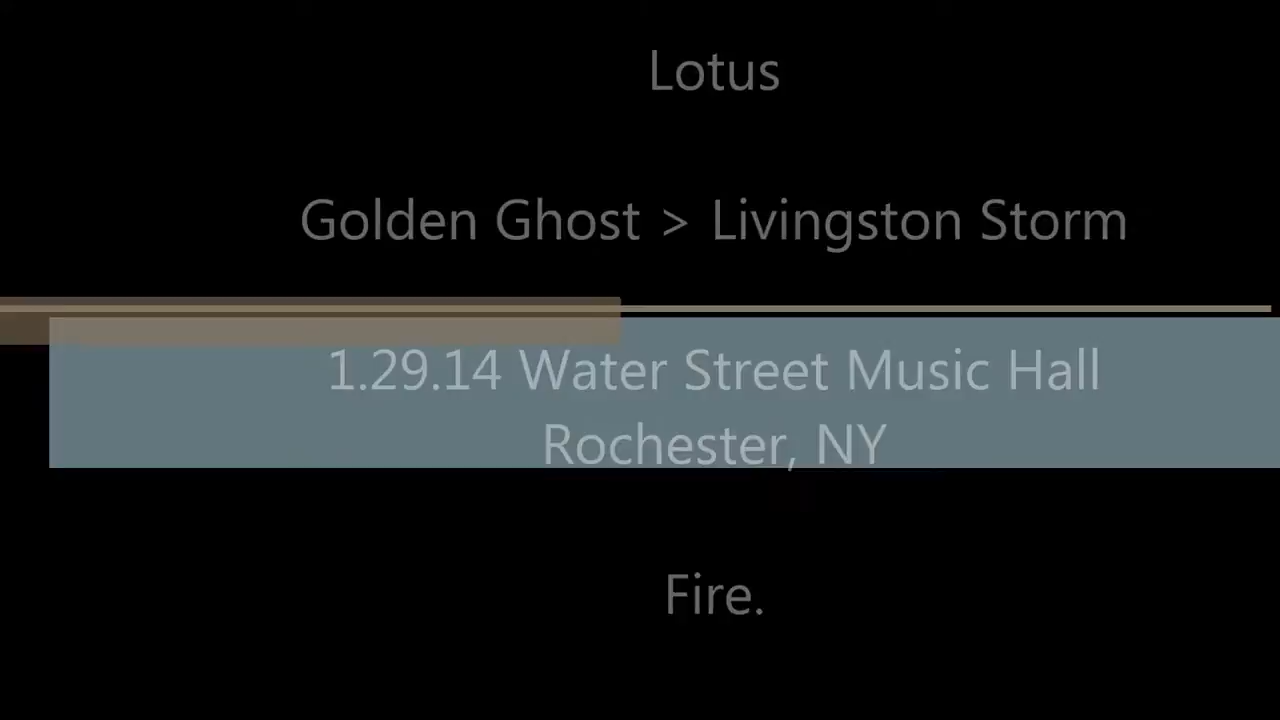 Lotus
Golden Ghost > Livingston Storm
1.29.14 Water Street Music Hall
Rochester, NY
Fire.